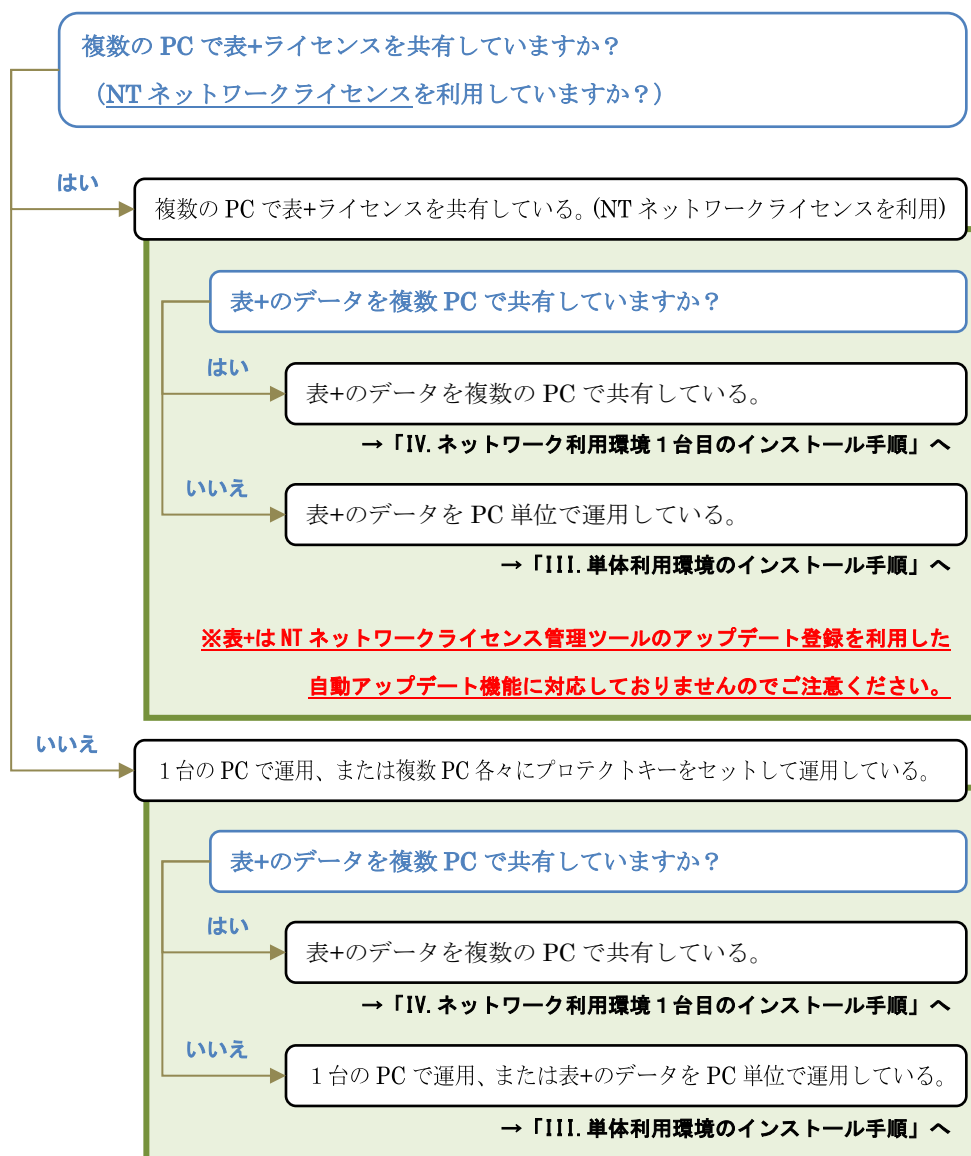 複数の PC で表+ライセンスを共有していますか？
（NT ネットワークライセンスを利用していますか？）
はい
複数の PC で表+ライセンスを共有している。(NT ネットワークライセンスを利用)
表+のデータを複数 PC で共有していますか？
はい
表+のデータを複数の PC で共有している。
→「IV.ネットワーク利用環境１台目のインストール手順」へ
いいえ
表+のデータを PC 単位で運用している。
→「III.単体利用環境のインストール手順」へ
※表+は NT ネットワークライセンス管理ツールのアップデート登録を利用した
自動アップデート機能に対応しておりませんのでご注意ください。
いいえ
１台の PC で運用、または複数 PC 各々にプロテクトキーをセットして運用している。
表+のデータを複数 PC で共有していますか？
はい
表+のデータを複数の PC で共有している。
→「IV.ネットワーク利用環境１台目のインストール手順」へ
いいえ
１台の PC で運用、または表+のデータを PC 単位で運用している。
→「III.単体利用環境のインストール手順」へ